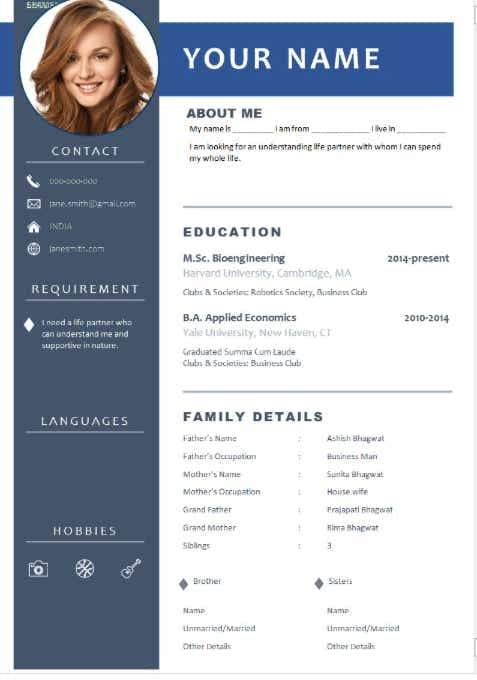 YOUR NAME
ABOUT ME
My name is __________ I am from ______________ I live in ____________
I am looking for an understanding life partner with whom I can spend
my whole life.
CONTACT
000-000-000
jane.smith@gmail.com
INDIA
janesmith.com
REQUIREMENT
I need a life partner who
can understand me and
supportive in nature.
LANGUAGES
HOBBIES
EDUCATION
M.Sc. Bioengineering 2014-present
Harvard University, Cambridge, MA
Clubs & Societies: Robotics Society, Business Club
B.A. Applied Economics 2010-2014
Yale University, New Haven, CT
Graduated Summa Cum Laude
Clubs & Societies: Business Club
FAMILY DETAILS
Father's Name : Ashish Bhagwat
Father's Occupation : Business Man
Mother's Name : Sunita Bhagwat
Mother's Occupation : House wife
Grand Father : Prajapati Bhagwat
Grand Mother : Rima Bhagwat
Siblings : 3
Brother Sisters
Name Name
Unmarried/Married Unmarried/Married
Other Details Other Details